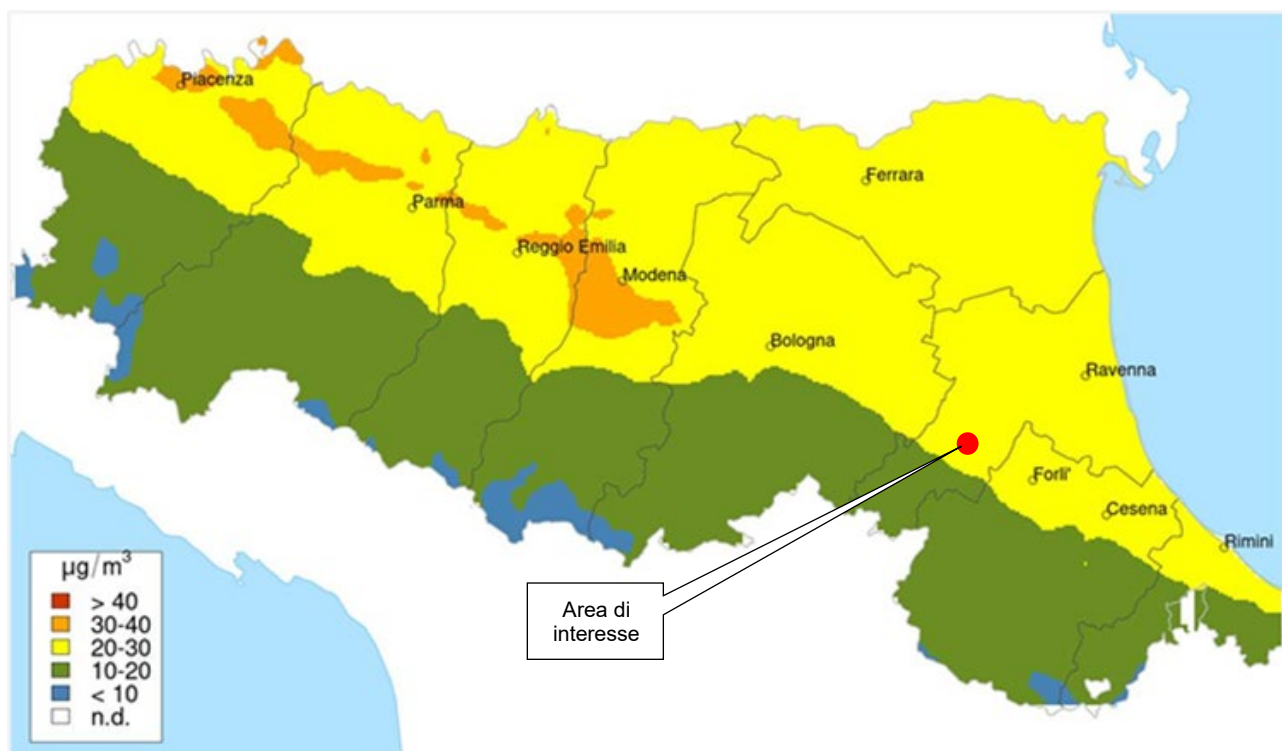 Piacenza
Ferrara
Parma
Reggio Emilia
Modena
Bologna
Ravenna
Forli'
Cesena
Rimini
Area di
interesse
µg/m³
> 40
30-40
20-30
10-20
< 10
n.d.